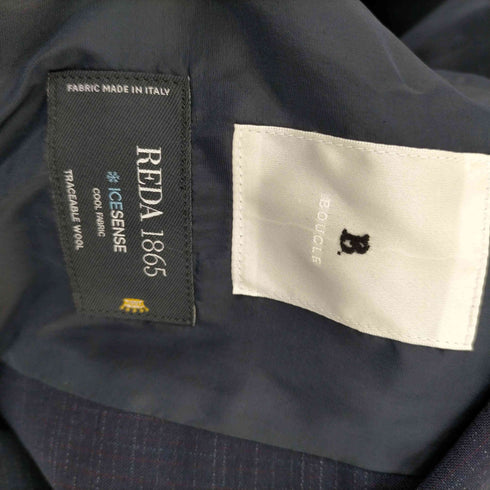 FABRIC MADE IN ITALY
REDA 1865
ICESENSE
COOL FABRIC
TRACEABLE WOOL
B.
BOUCLE